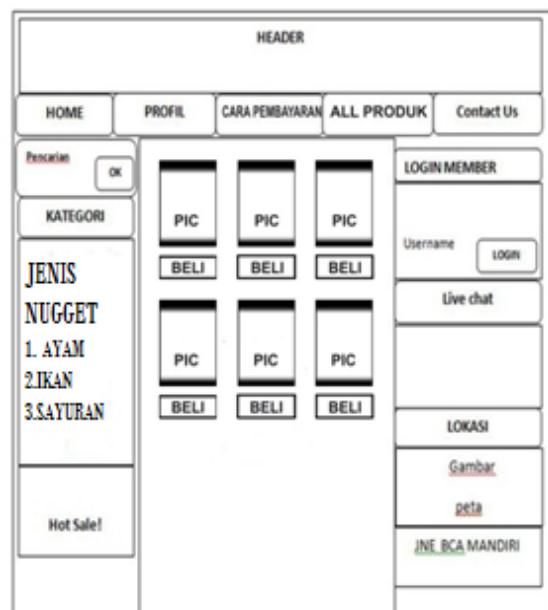 HEADER
HOME PROFIL CARA PEMBAYARAN ALL PRODUK Contact Us
Pencarian
OK
KATEGORI
JENIS
NUGGET
1. AYAM
2.IKAN
3.SAYURAN
Hot Sale!
PIC PIC PIC
BELI BELI BELI
PIC PIC PIC
BELI BELI BELI
LOGIN MEMBER
Username
LOGIN
Live chat
LOKASI
Gambar
peta
JNE BCA MANDIRI